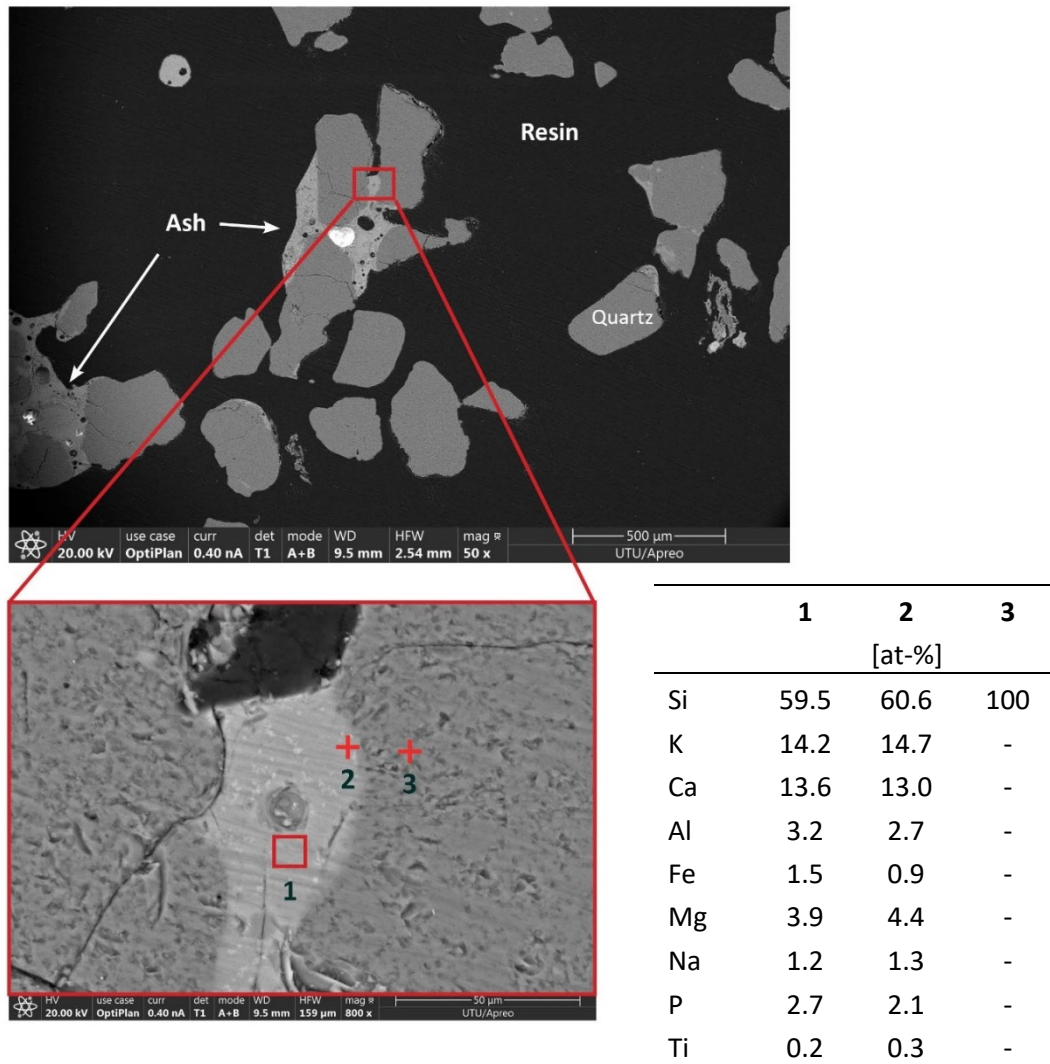 Resin
Ash
Quartz
HV use case curr det mode WD HFW mag 500 µm
20.00 kV OptiPlan 0.40 nA T1 A+B 9.5 mm 2.54 mm 50 x UTU/Apreo
2
3
1
HV use case curr det mode WD HFW mag 50 µm
20.00 kV OptiPlan 0.40 nA T1 A+B 9.5 mm 159 µm 800 x UTU/Apreo
1 2 3
[at-%]
Si 59.5 60.6 100
K 14.2 14.7 -
Ca 13.6 13.0 -
Al 3.2 2.7 -
Fe 1.5 0.9 -
Mg 3.9 4.4 -
Na 1.2 1.3 -
P 2.7 2.1 -
Ti 0.2 0.3 -